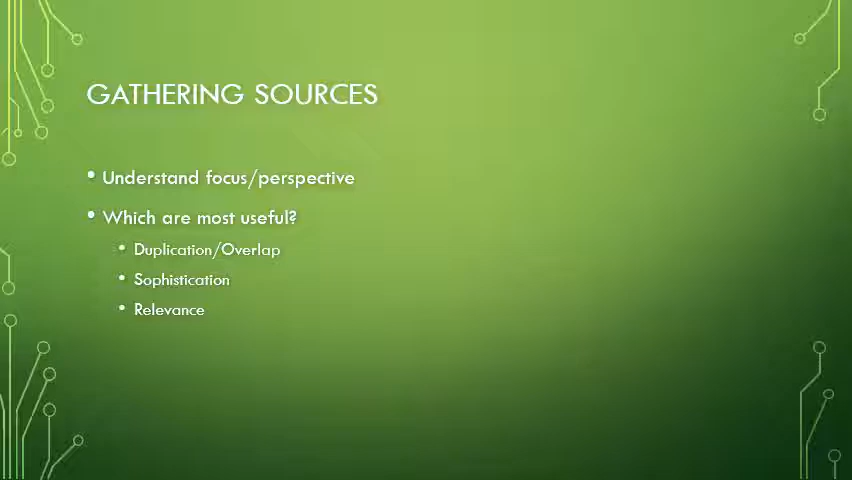 GATHERING SOURCES
• Understand focus/perspective
• Which are most useful?
• Duplication/Overlap
• Sophistication
• Relevance